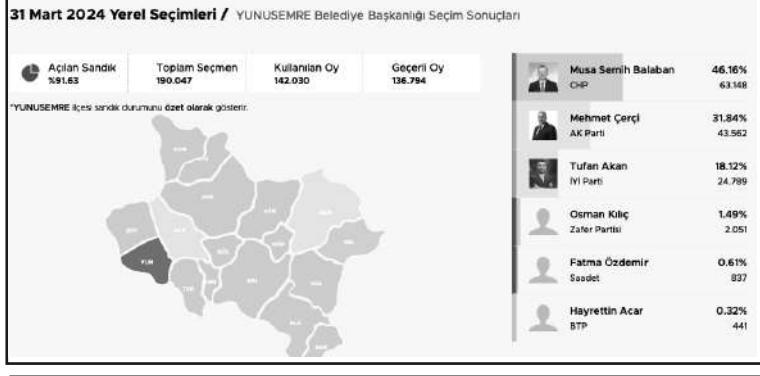 31 Mart 2024 Yerel Seçimleri / YUNUSEMRE Belediye Başkanlığı Seçim Sonuçları
Açılan Sandık
%91.63
Toplam Seçmen
190.047
Kullanılan Oy
142.030
Geçerli Oy
136.794
*YUNUSEMRE ilçesi sandık durumunu özet olarak gösterir.
YUN
Musa Semih Balaban 46.16%
CHP 63.148
Mehmet Çerçi 31.84%
AK Parti 43.562
Tufan Akan 18.12%
İYİ Parti 24.789
Osman Kılıç 1.49%
Zafer Partisi 2.051
Fatma Özdemir 0.61%
Saadet 837
Hayrettin Acar 0.32%
BTP 441